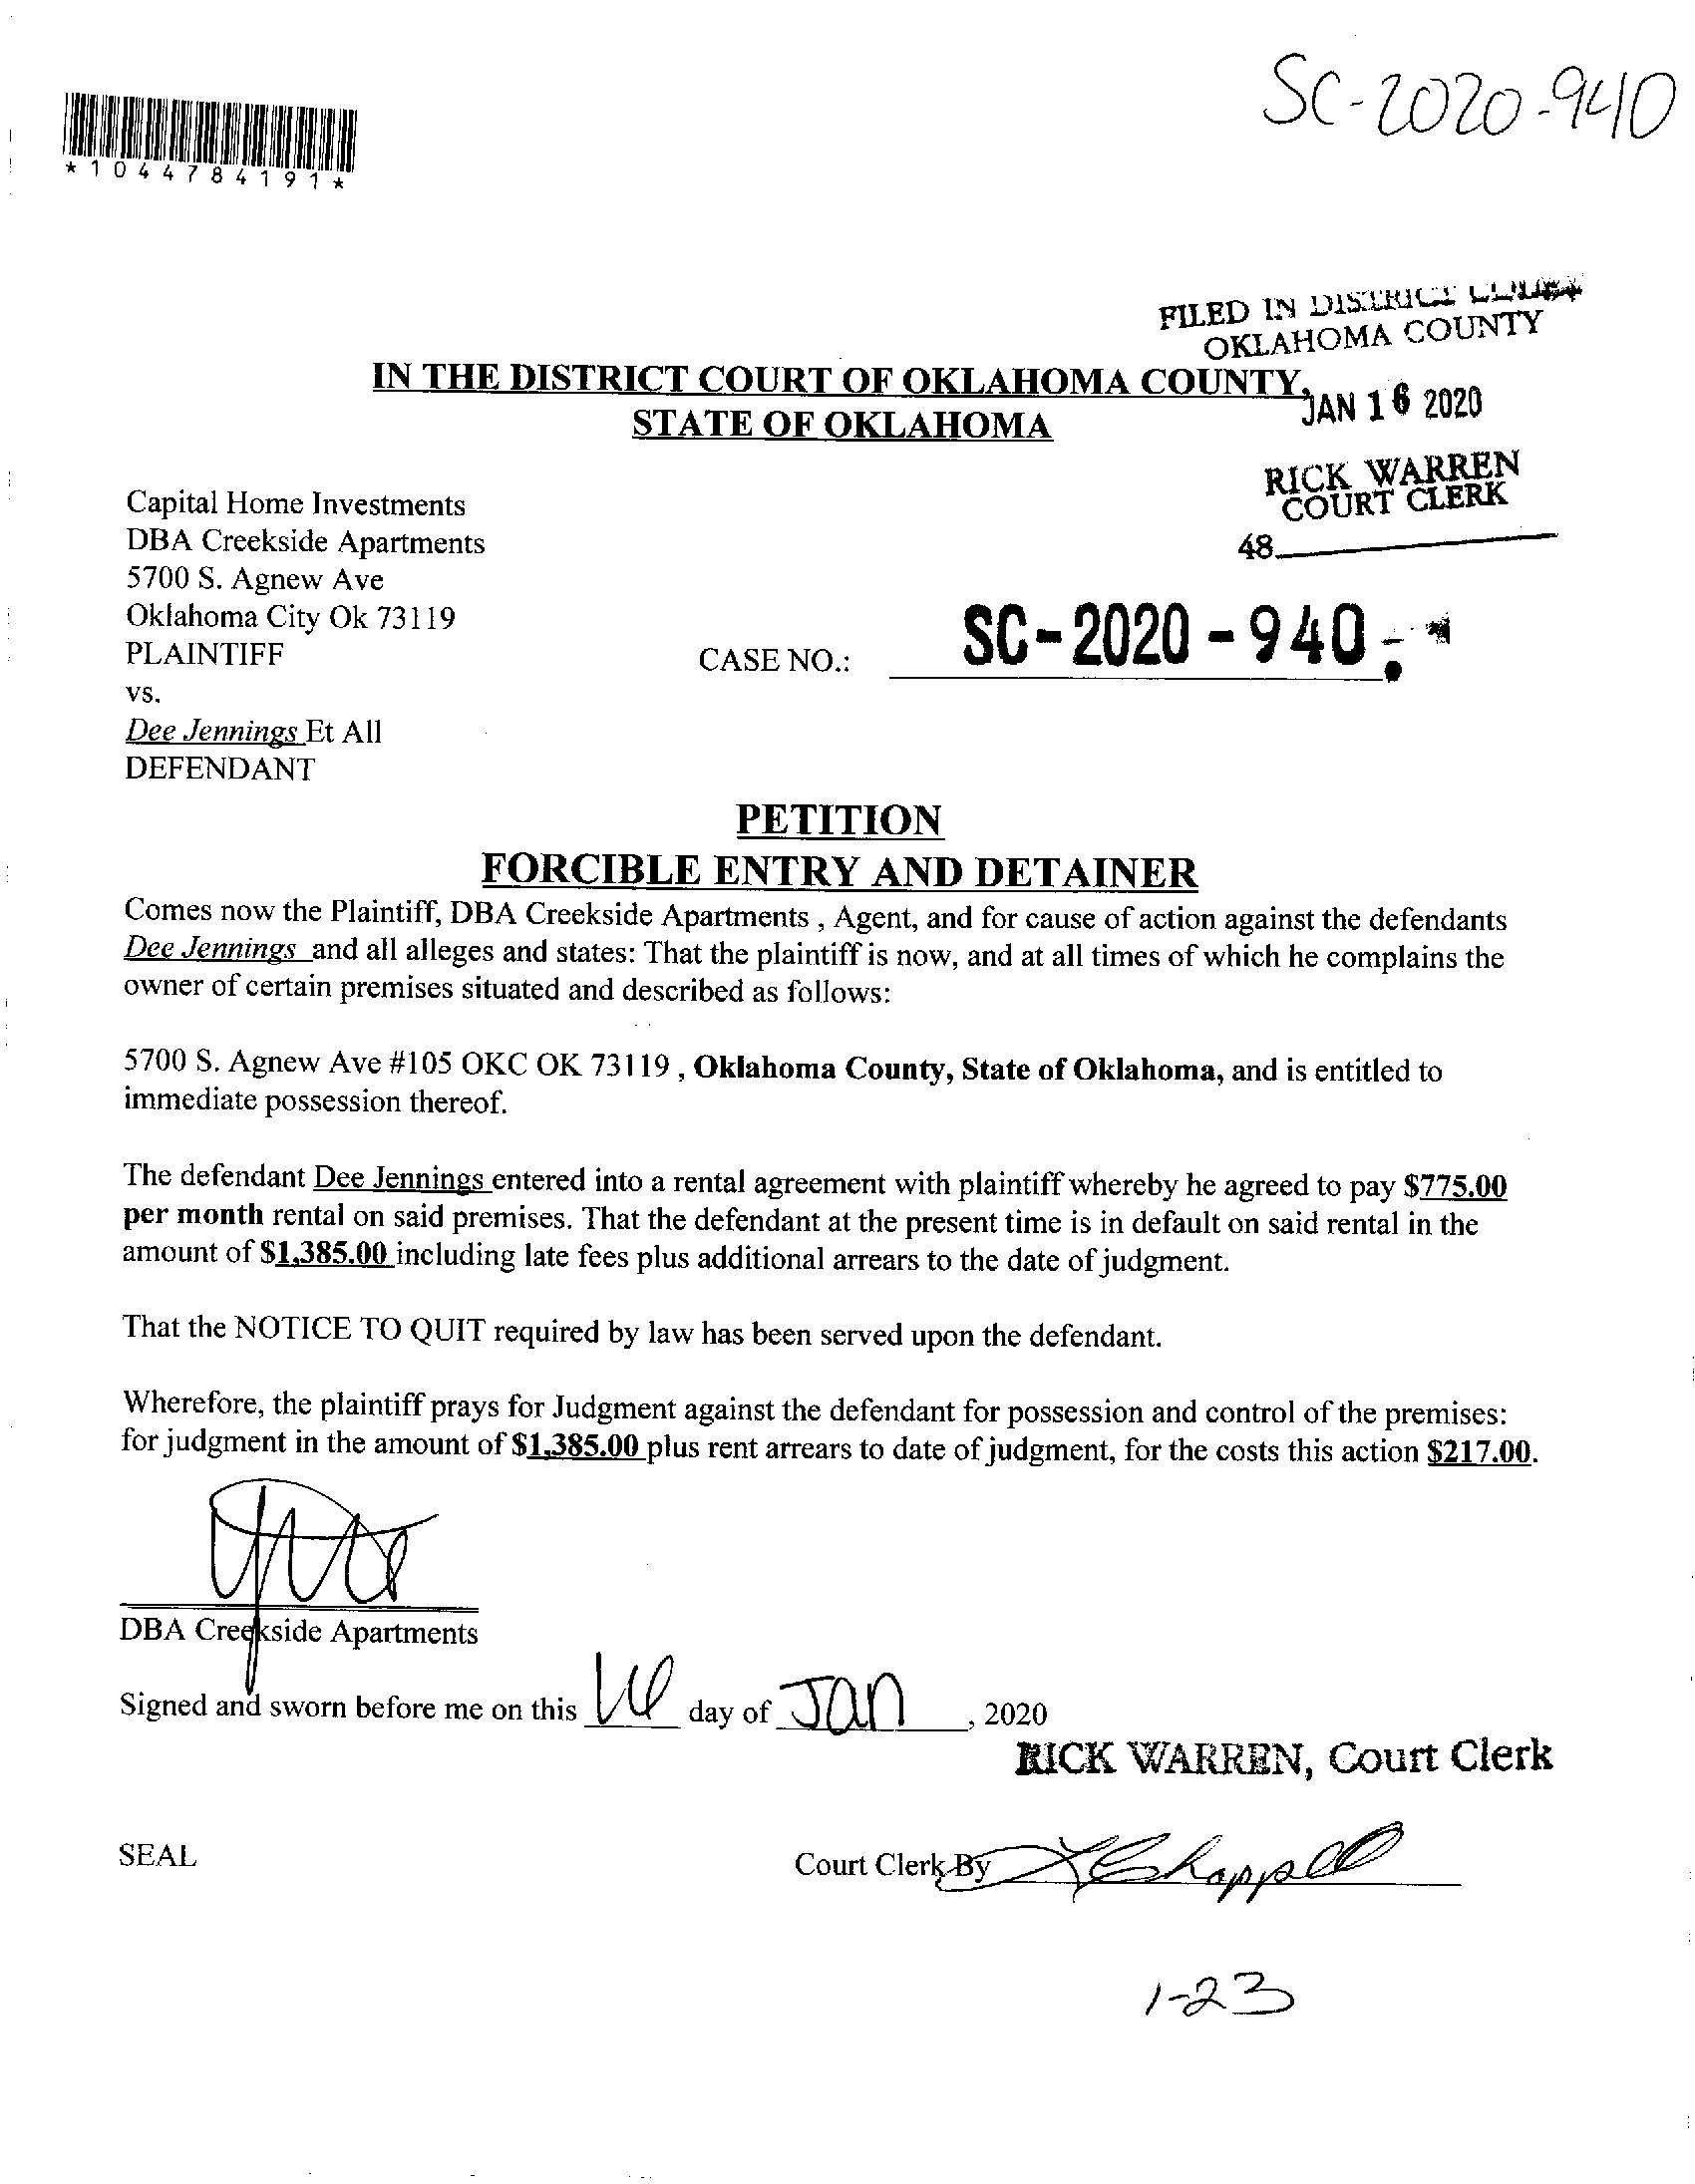 SC-2020-940
*1044784191*
FILED IN DISTRICT COURT
OKLAHOMA COUNTY
IN THE DISTRICT COURT OF OKLAHOMA COUNTY,
JAN 16 2020
STATE OF OKLAHOMA
RICK WARREN
COURT CLERK
48
Capital Home Investments
DBA Creekside Apartments
5700 S. Agnew Ave
Oklahoma City Ok 73119
PLAINTIFF
CASE NO.: SC-2020-940
vs.
Dee Jennings Et All
DEFENDANT
PETITION
FORCIBLE ENTRY AND DETAINER
Comes now the Plaintiff, DBA Creekside Apartments , Agent, and for cause of action against the defendants
Dee Jennings and all alleges and states: That the plaintiff is now, and at all times of which he complains the
owner of certain premises situated and described as follows:
5700 S. Agnew Ave #105 OKC OK 73119 , Oklahoma County, State of Oklahoma, and is entitled to
immediate possession thereof.
The defendant Dee Jennings entered into a rental agreement with plaintiff whereby he agreed to pay $775.00
per month rental on said premises. That the defendant at the present time is in default on said rental in the
amount of $1,385.00 including late fees plus additional arrears to the date of judgment.
That the NOTICE TO QUIT required by law has been served upon the defendant.
Wherefore, the plaintiff prays for Judgment against the defendant for possession and control of the premises:
for judgment in the amount of $1,385.00 plus rent arrears to date of judgment, for the costs this action $217.00.
DBA Creekside Apartments
Signed and sworn before me on this 16 day of Jan, 2020
RICK WARREN, Court Clerk
SEAL
Court Clerk By Chappell
1-23